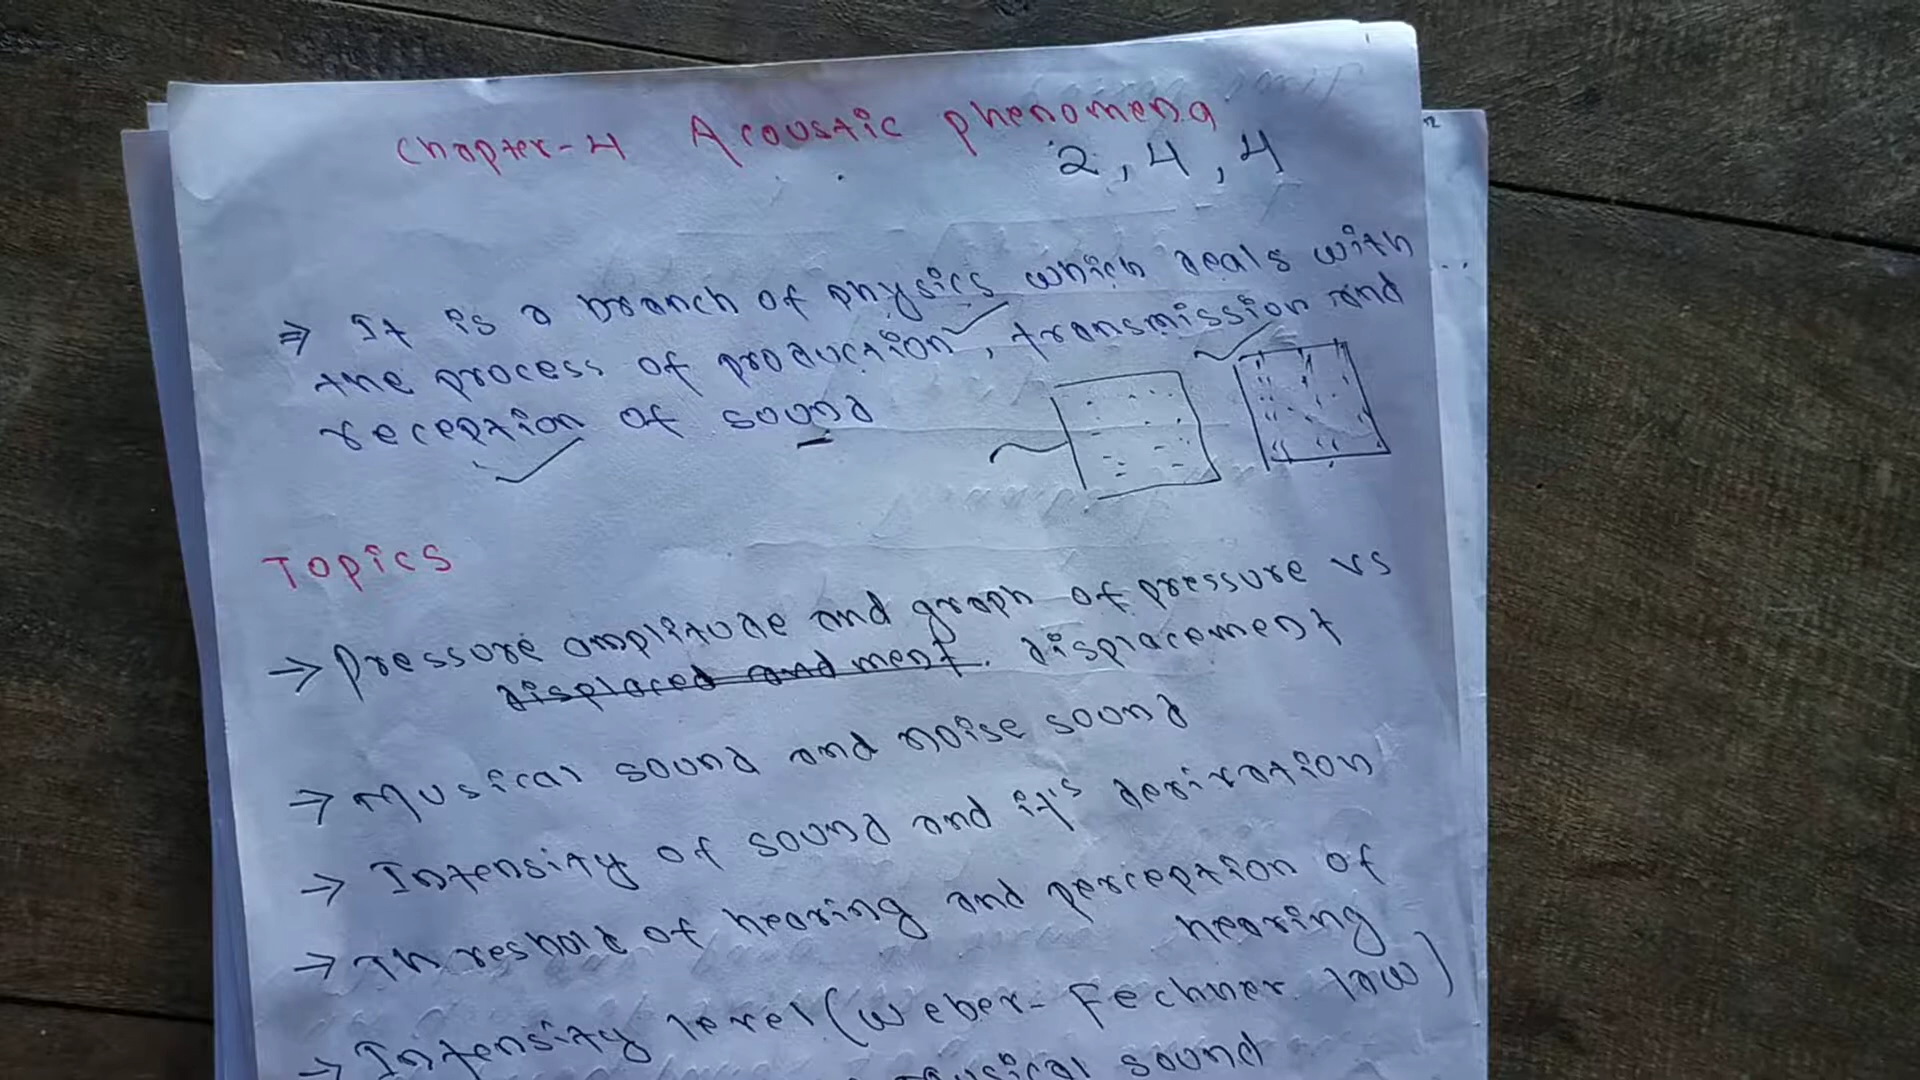 Chapter-4 Acoustic phenomena
2, 4, 4
⇒ It is a branch of physics which deals with
the process of production, transmission and
reception of sound
Topics
→ Pressure amplitude and graph of pressure vs
displaced and ment. displacement
→ Musical sound and noise sound
→ Intensity of sound and it's derivation
→ Threshold of hearing and perception of
hearing
→ Intensity level (Weber-Fechner law)
musical sound